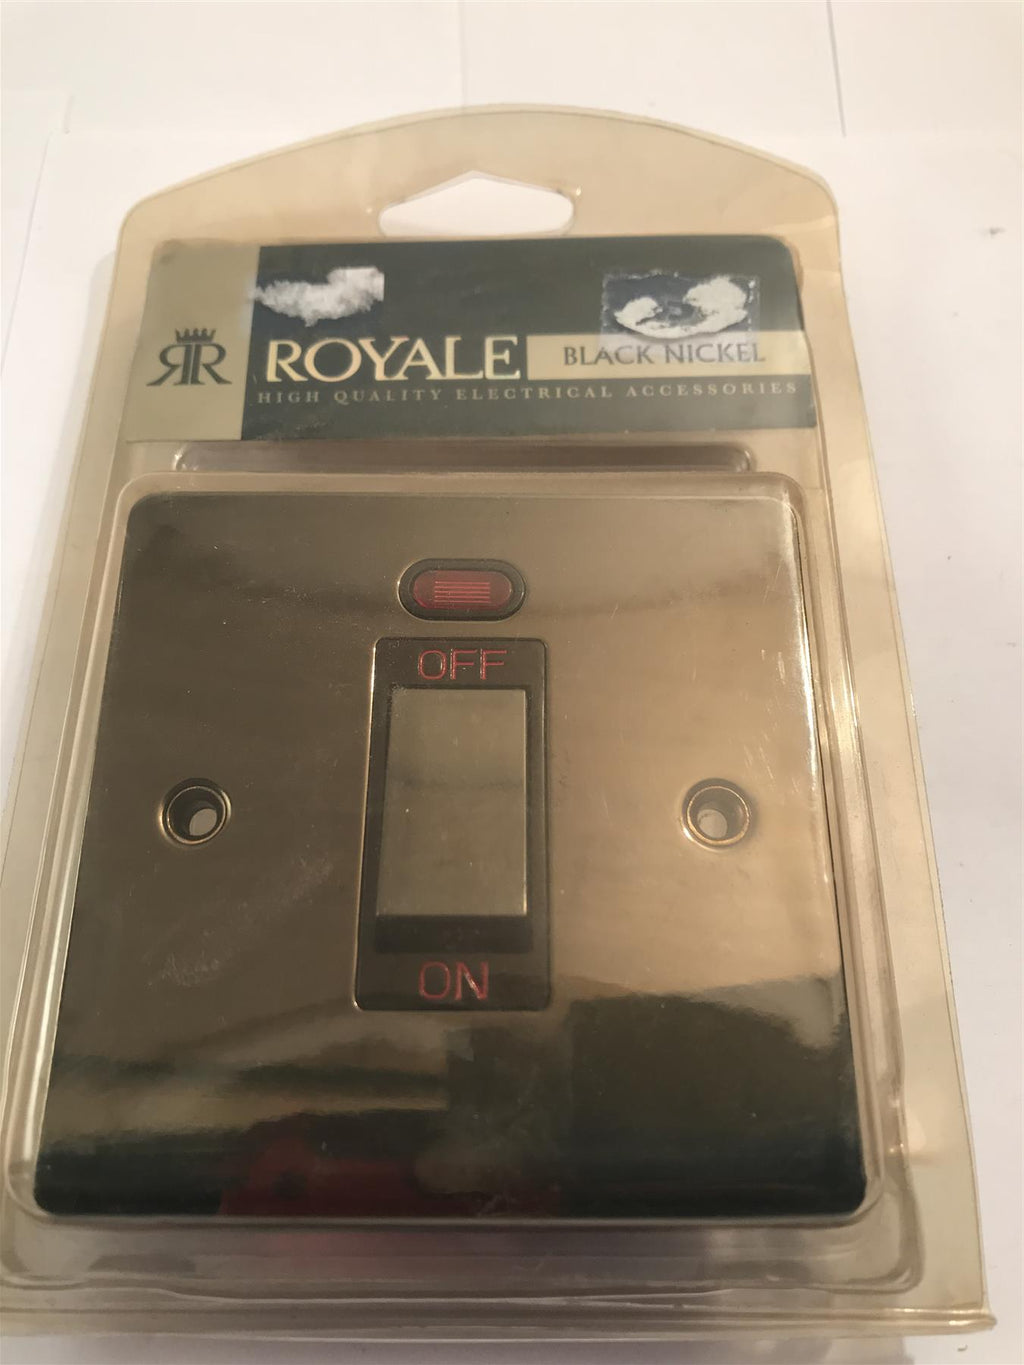 RR ROYALE BLACK NICKEL
HIGH QUALITY ELECTRICAL ACCESSORIES
OFF
ON